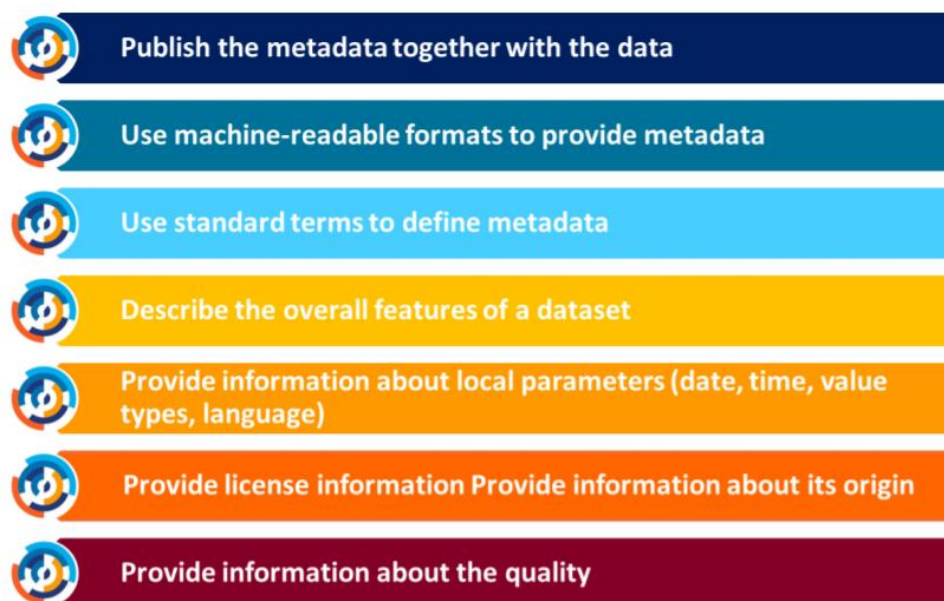 Publish the metadata together with the data
Use machine-readable formats to provide metadata
Use standard terms to define metadata
Describe the overall features of a dataset
Provide information about local parameters (date, time, value
types, language)
Provide license information Provide information about its origin
Provide information about the quality